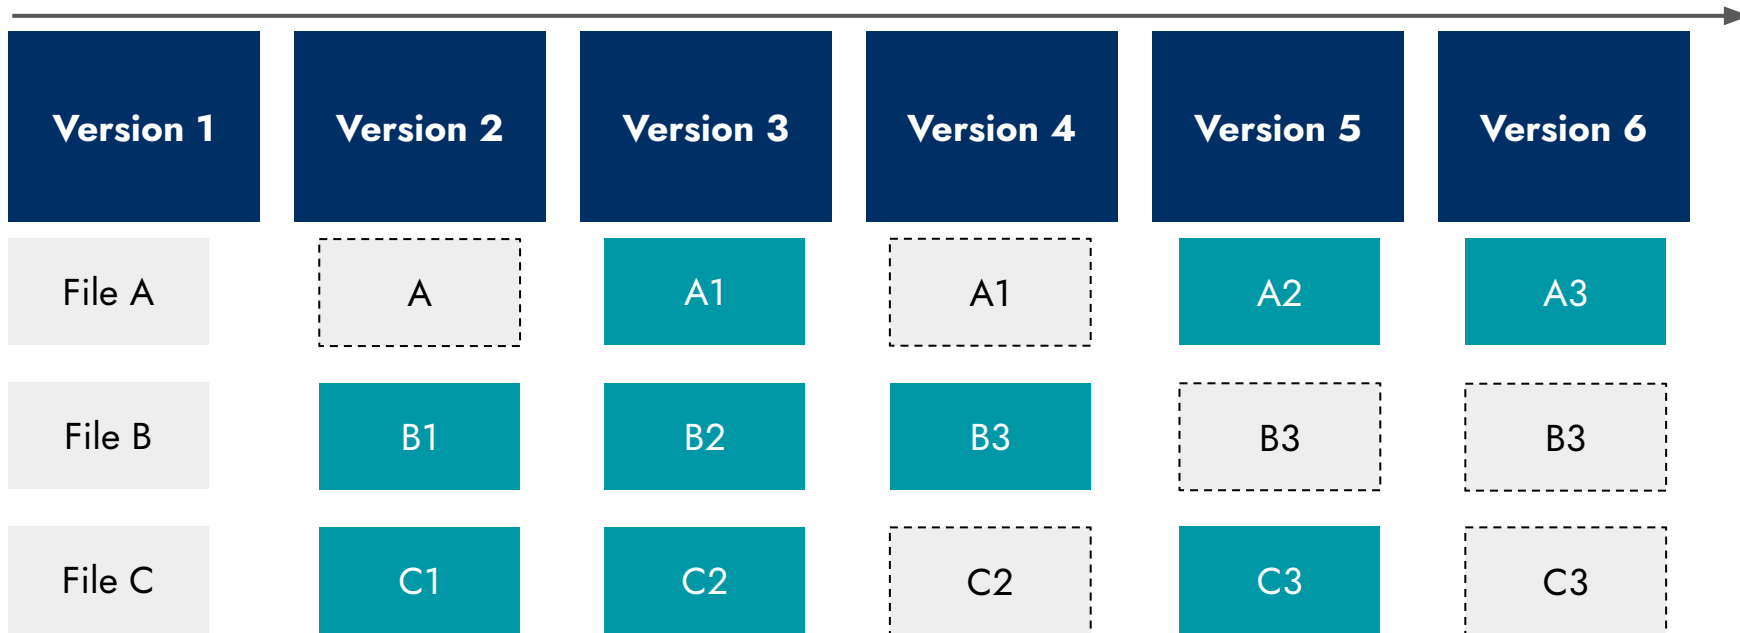 Version 1 Version 2 Version 3 Version 4 Version 5 Version 6
File A A A1 A1 A2 A3
File B B1 B2 B3 B3 B3
File C C1 C2 C2 C3 C3